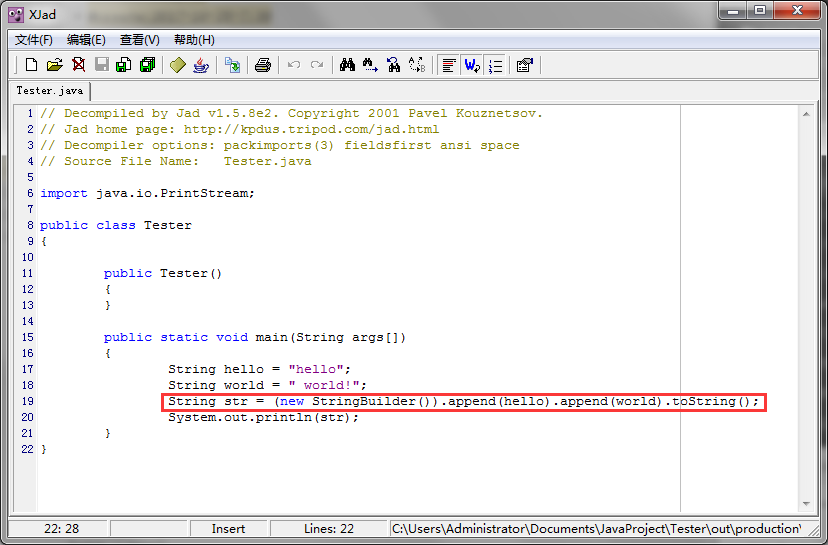 XJad
文件(F) 编辑(E) 查看(V) 帮助(H)
Tester.java
1 // Decompiled by Jad v1.5.8e2. Copyright 2001 Pavel Kouznetsov.
2 // Jad home page: http://kpdus.tripod.com/jad.html
3 // Decompiler options: packimports(3) fieldsfirst ansi space
4 // Source File Name:   Tester.java
5
6 import java.io.PrintStream;
7
8 public class Tester
9 {
10
11         public Tester()
12         {
13         }
14
15         public static void main(String args[])
16         {
17                 String hello = "hello";
18                 String world = " world!";
19                 String str = (new StringBuilder()).append(hello).append(world).toString();
20                 System.out.println(str);
21         }
22 }
22: 28 Insert Lines: 22 C:\Users\Administrator\Documents\JavaProject\Tester\out\production\